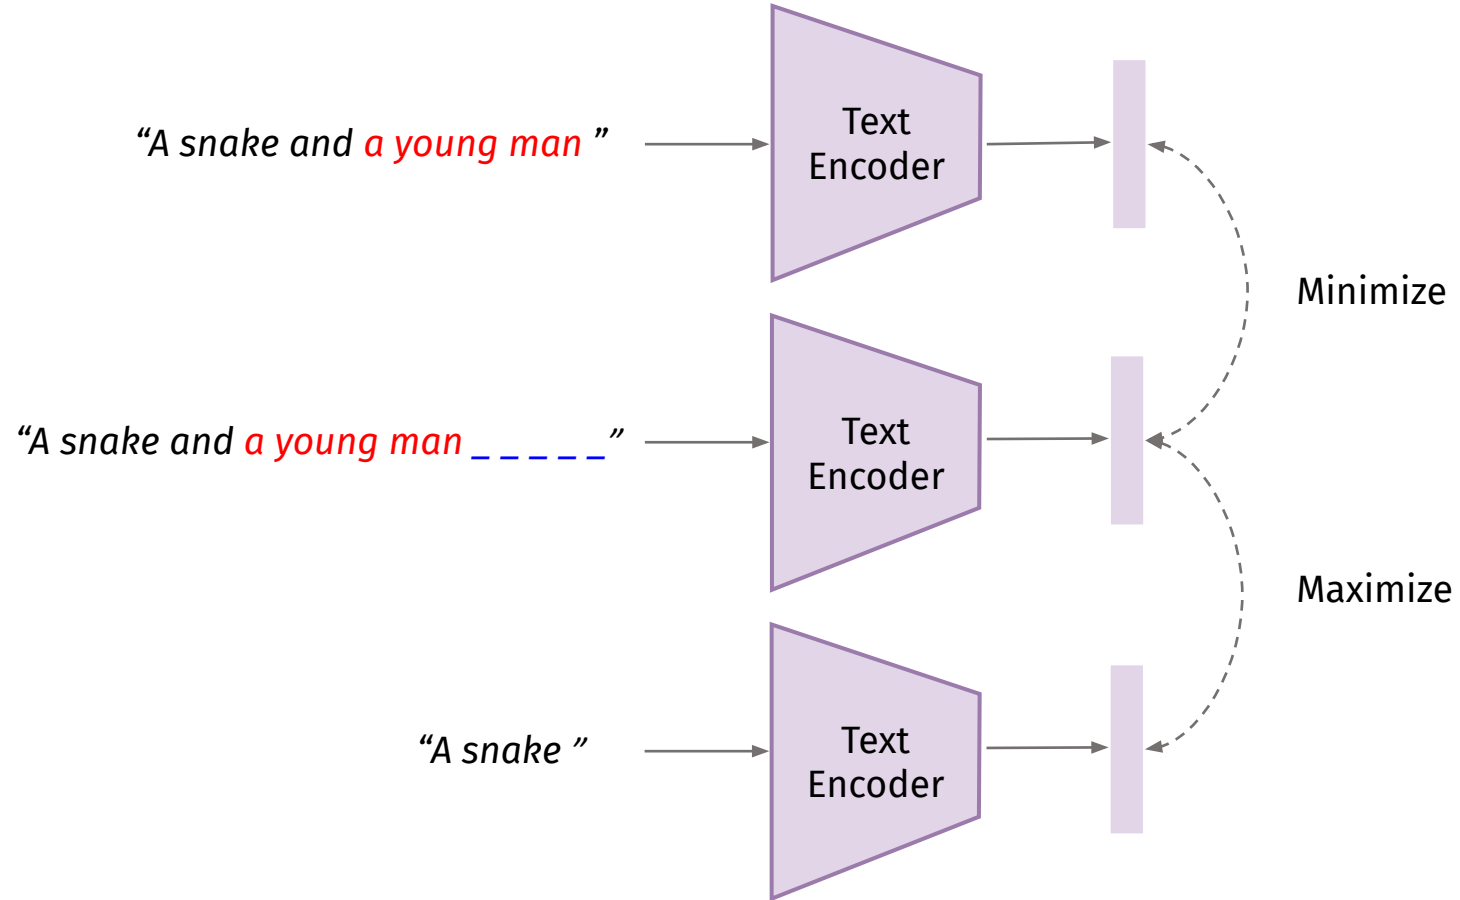 “A snake and a young man ”
Text
Encoder
Minimize
“A snake and a young man _ _ _ _ _”
Text
Encoder
Maximize
“A snake ”
Text
Encoder